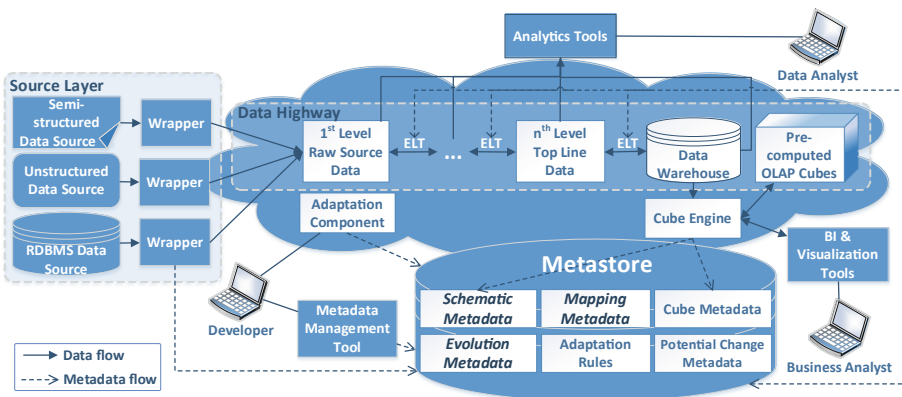 Analytics Tools
Data Analyst
Source Layer
Semi-
structured
Data Source
Wrapper
Unstructured
Data Source
Wrapper
RDBMS Data
Source
Wrapper
Data Highway
1st Level
Raw Source
Data
ELT
...
ELT
nth Level
Top Line
Data
ELT
Data
Warehouse
Pre-
computed
OLAP Cubes
Adaptation
Component
Cube Engine
BI &
Visualization
Tools
Developer
Metadata
Management
Tool
Metastore
Schematic
Metadata
Mapping
Metadata
Cube Metadata
Evolution
Metadata
Adaptation
Rules
Potential Change
Metadata
Business Analyst
Data flow
Metadata flow